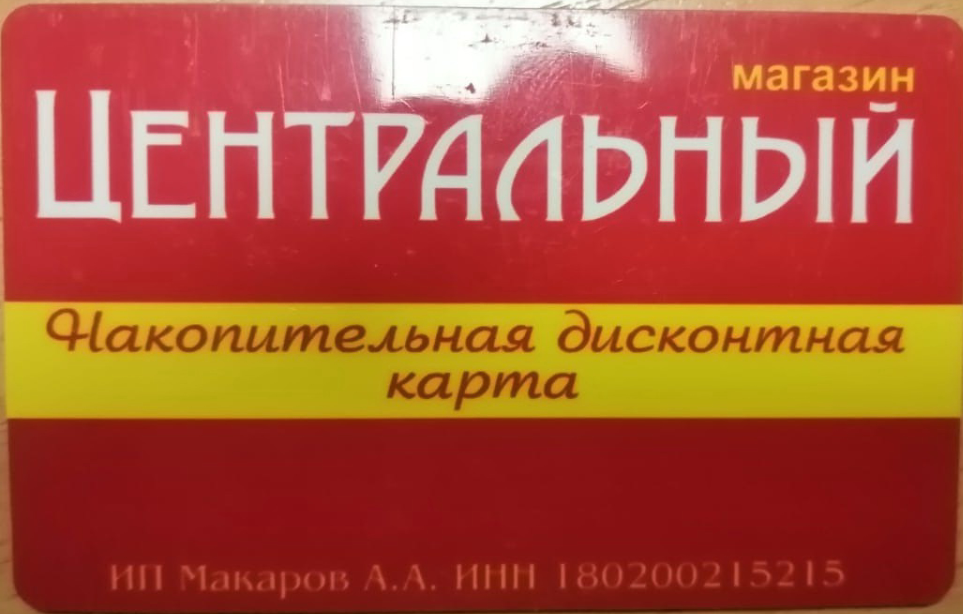 магазин
ЦЕНТРАЛЬНЫЙ
Накопительная дисконтная
карта
ИП Макаров А.А. ИНН 180200215215